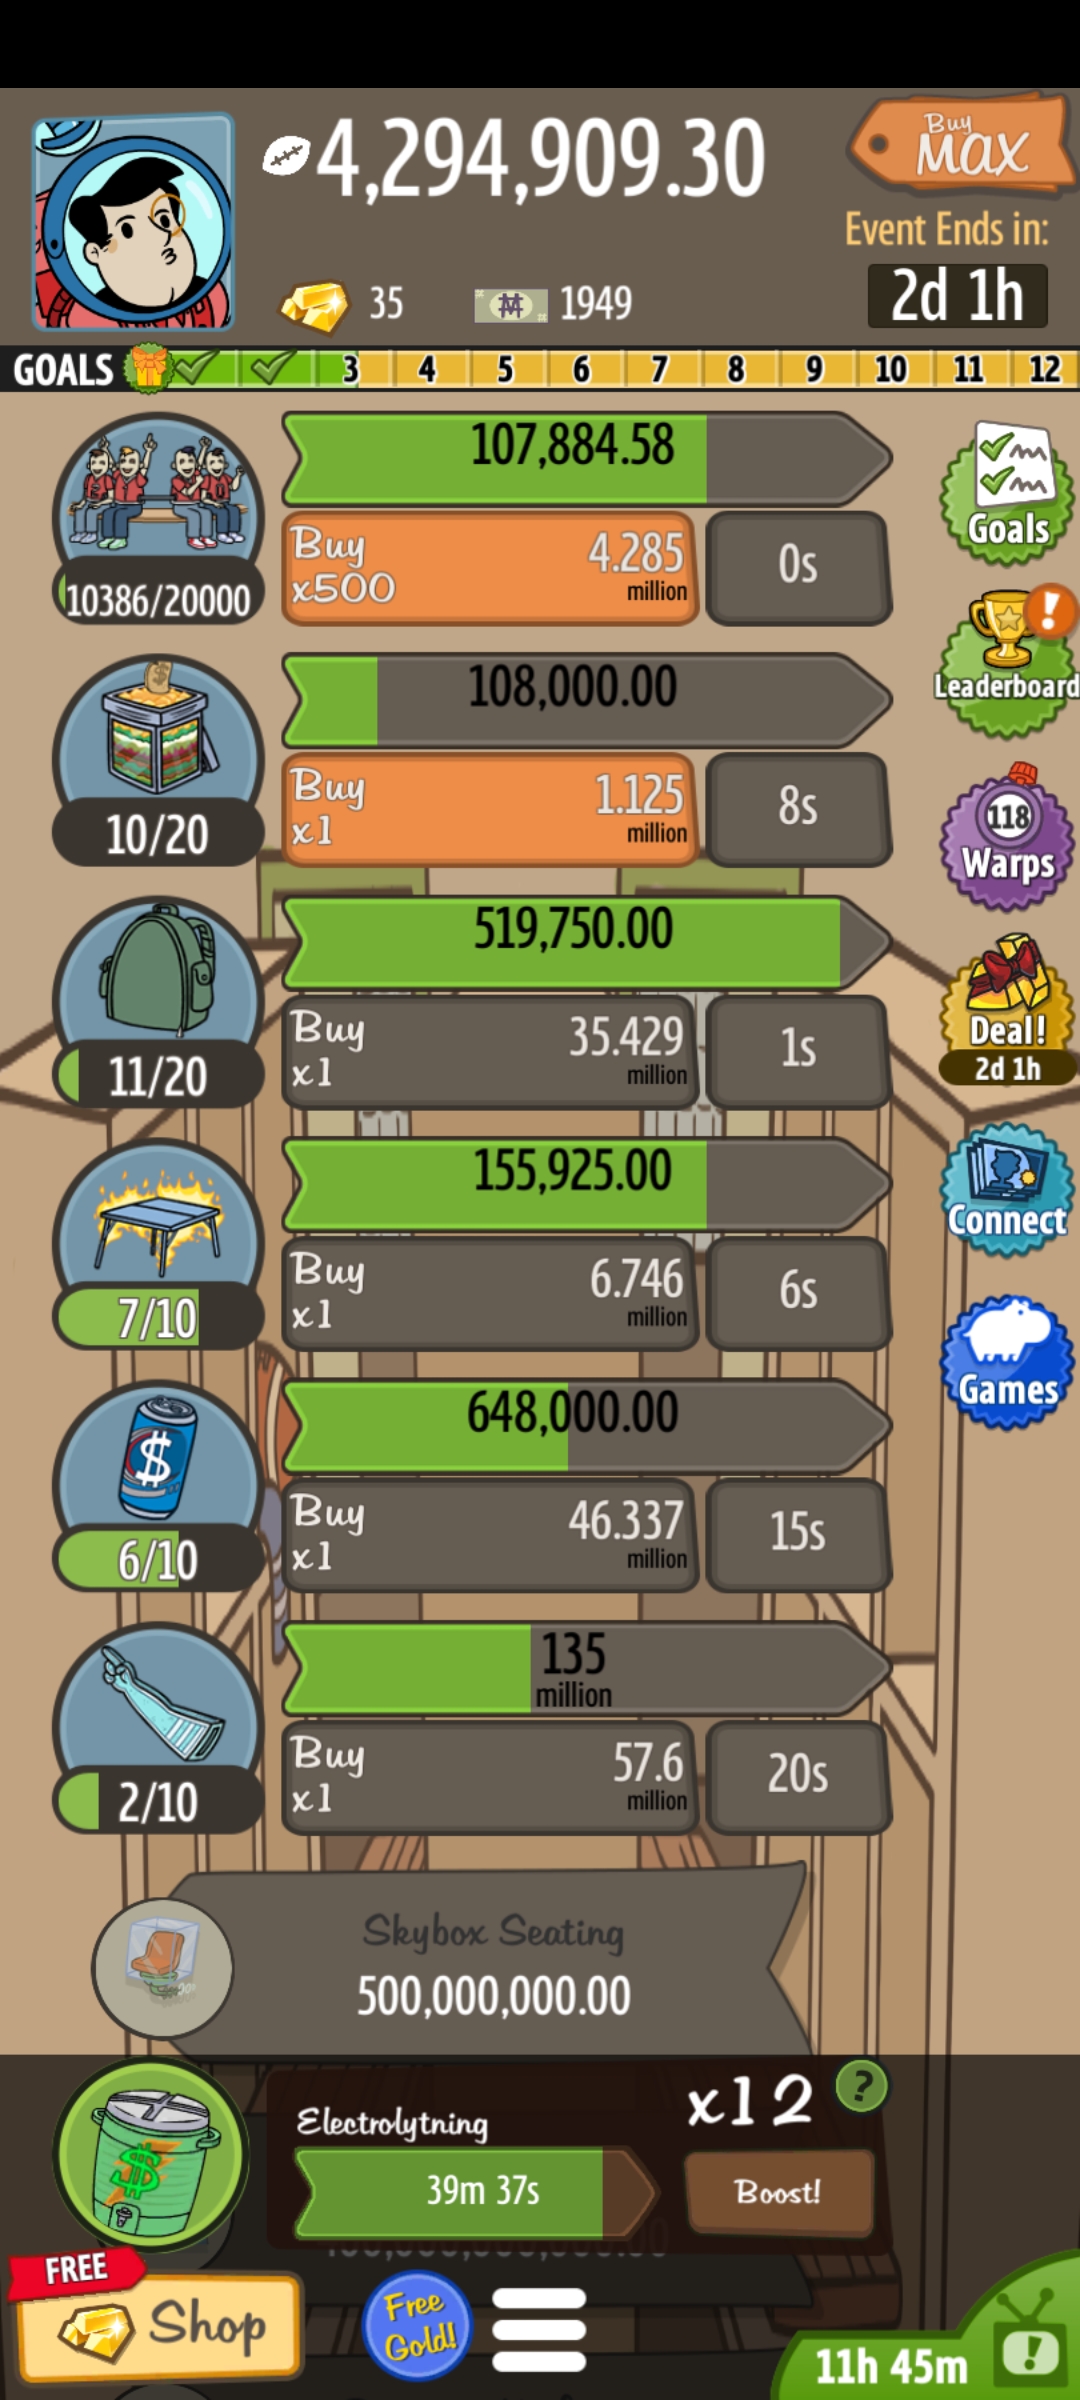 4,294,909.30
Buy
MAX
Event Ends in:
2d 1h
35
1949
GOALS 3 4 5 6 7 8 9 10 11 12
107,884.58
Buy
x500
4.285
million
0s
10386/20000
Goals
108,000.00
Buy
x1
1.125
million
8s
10/20
Leaderboard
519,750.00
Buy
x1
35.429
million
1s
11/20
118
Warps
Deal!
2d 1h
155,925.00
Buy
x1
6.746
million
6s
7/10
Connect
648,000.00
Buy
x1
46.337
million
15s
6/10
Games
135
million
Buy
x1
57.6
million
20s
2/10
Skybox Seating
500,000,000.00
Electrolytning
x12
?
39m 37s
Boost!
FREE
Shop
Free
Gold!
11h 45m